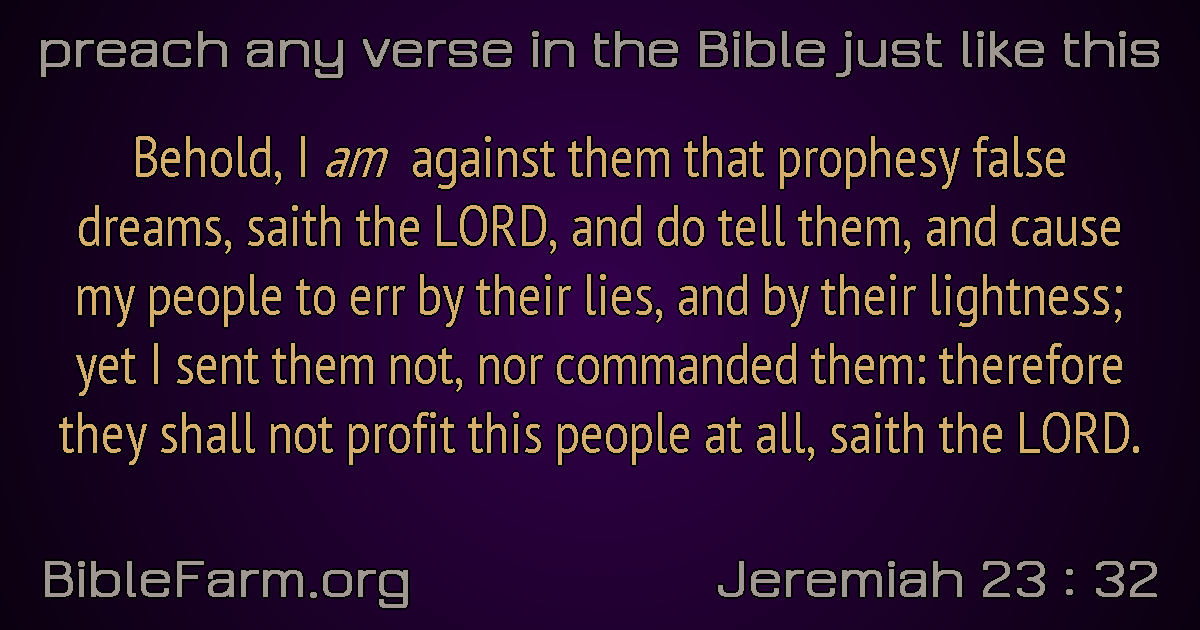 preach any verse in the Bible just like this
Behold, I am against them that prophesy false
dreams, saith the LORD, and do tell them, and cause
my people to err by their lies, and by their lightness;
yet I sent them not, nor commanded them: therefore
they shall not profit this people at all, saith the LORD.
BibleFarm.org
Jeremiah 23 : 32